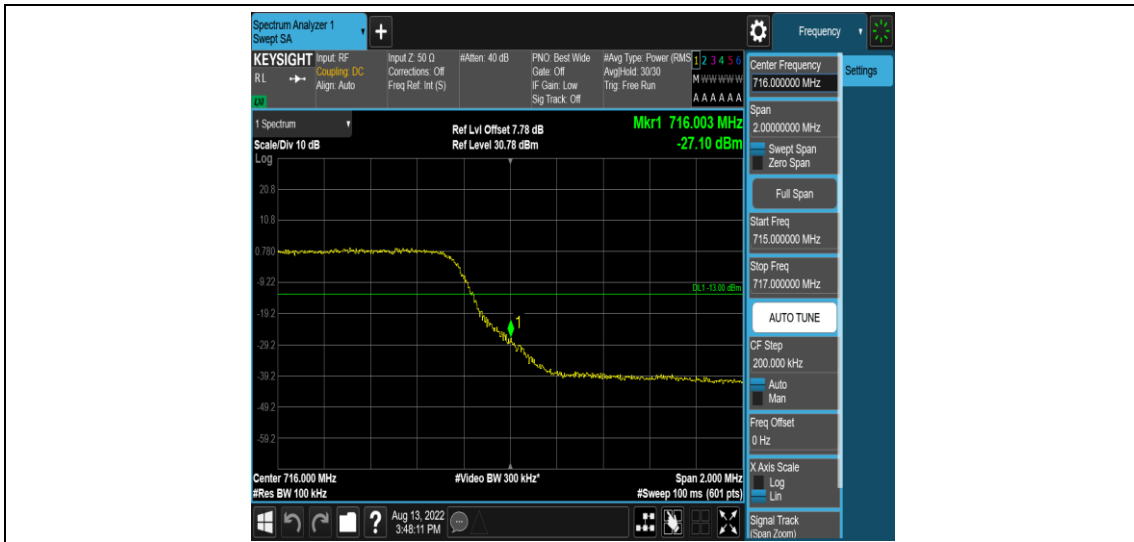 Spectrum Analyzer 1
Swept SA
+
Frequency
KEYSIGHT
RL
LXI
Input: RF
Coupling: DC
Align: Auto
Input Z: 50 Ω
Corrections: Off
Freq Ref: Int (S)
#Atten: 40 dB
PNO: Best Wide
Gate: Off
IF Gain: Low
Sig Track: Off
#Avg Type: Power (RMS
Avg|Hold: 30/30
Trig: Free Run
1 2 3 4 5 6
M W W W W W
A A A A A A
1 Spectrum
Scale/Div 10 dB
Log
Ref Lvl Offset 7.78 dB
Ref Level 30.78 dBm
Mkr1 716.003 MHz
-27.10 dBm
20.8
10.8
0.780
-9.22
DL1 -13.00 dBm
-19.2
1
-29.2
-39.2
-49.2
-59.2
Center 716.000 MHz
#Res BW 100 kHz
#Video BW 300 kHz*
Span 2.000 MHz
#Sweep 100 ms (601 pts)
Center Frequency
716.000000 MHz
Settings
Span
2.00000000 MHz
Swept Span
Zero Span
Full Span
Start Freq
715.000000 MHz
Stop Freq
717.000000 MHz
AUTO TUNE
CF Step
200.000 kHz
Auto
Man
Freq Offset
0 Hz
X Axis Scale
Log
Lin
Signal Track
(Span Zoom)
?
Aug 13, 2022
3:48:11 PM